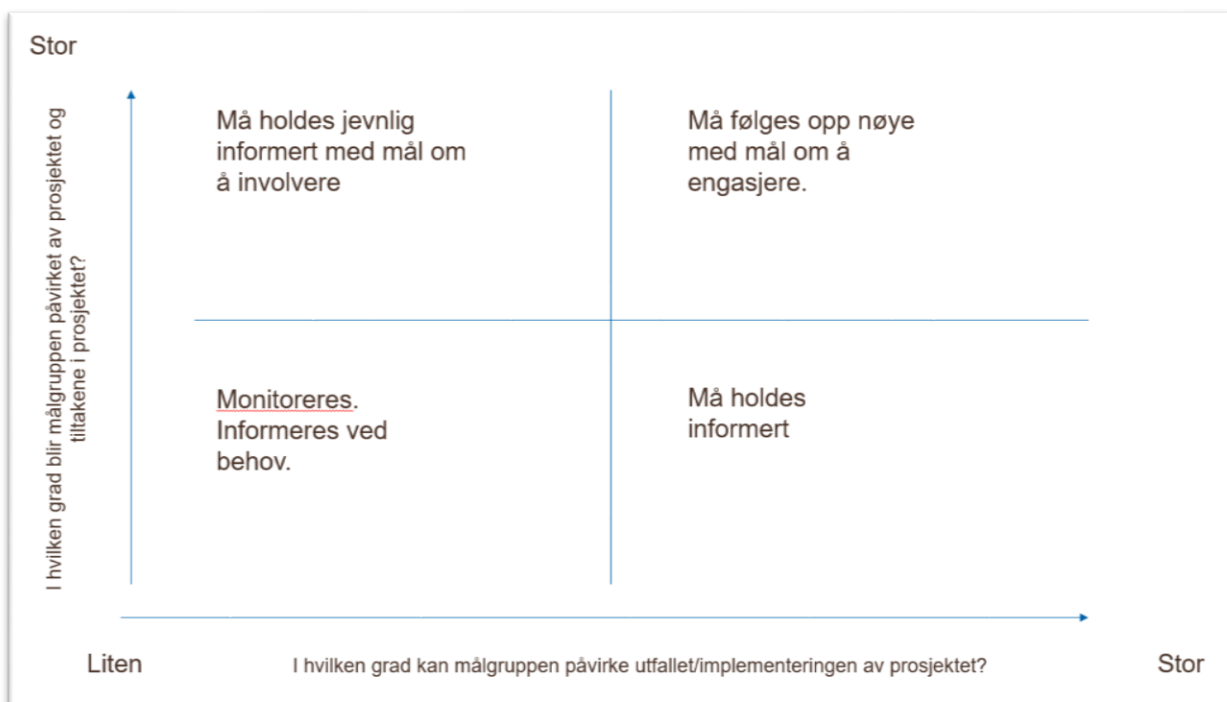 Stor
I hvilken grad blir målgruppen påvirket av prosjektet og
tiltakene i prosjektet?
Må holdes jevnlig
informert med mål om
å involvere
Må følges opp nøye
med mål om å
engasjere.
Monitoreres.
Informeres ved
behov.
Må holdes
informert
Liten
I hvilken grad kan målgruppen påvirke utfallet/implementeringen av prosjektet?
Stor